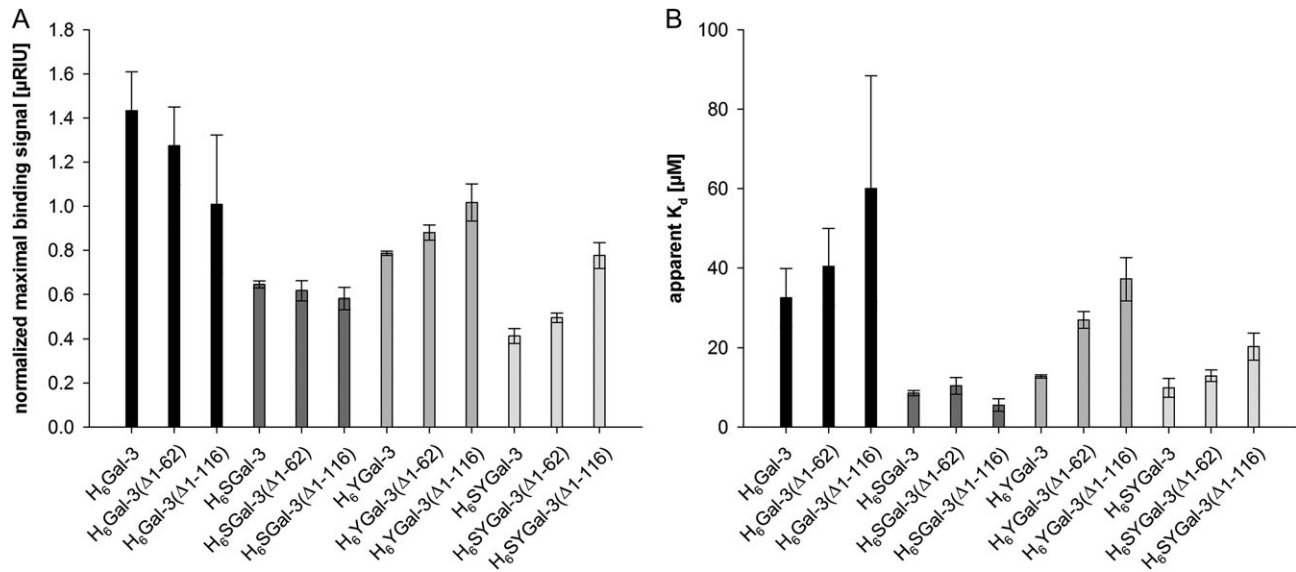 A
normalized maximal binding signal [µRIU]
1.8
1.6
1.4
1.2
1.0
0.8
0.6
0.4
0.2
0.0
H6Gal-3
H6Gal-3(Δ1-62)
H6Gal-3(Δ1-116)
H6SGal-3
H6SGal-3(Δ1-62)
H6SGal-3(Δ1-116)
H6YGal-3
H6YGal-3(Δ1-62)
H6YGal-3(Δ1-116)
H6SYGal-3
H6SYGal-3(Δ1-62)
H6SYGal-3(Δ1-116)
B
apparent Kd [µM]
100
80
60
40
20
0
H6Gal-3
H6Gal-3(Δ1-62)
H6Gal-3(Δ1-116)
H6SGal-3
H6SGal-3(Δ1-62)
H6SGal-3(Δ1-116)
H6YGal-3
H6YGal-3(Δ1-62)
H6YGal-3(Δ1-116)
H6SYGal-3
H6SYGal-3(Δ1-62)
H6SYGal-3(Δ1-116)